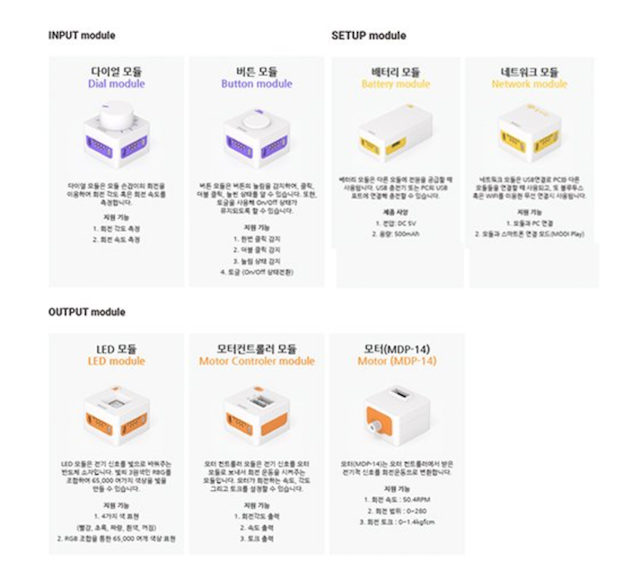 INPUT module
SETUP module
다이얼 모듈
Dial module
다이얼 모듈은 모듈 손잡이의 회전을
이용하여 회전 각도 혹은 회전 속도를
측정합니다.
지원 기능
1. 회전 각도 측정
2. 회전 속도 측정
버튼 모듈
Button module
버튼 모듈은 버튼의 눌림을 감지하여, 클릭,
더블 클릭, 눌린 상태를 알 수 있습니다. 또한,
토글을 사용해 On/Off 상태가
유지되도록 할 수 있습니다.
지원 기능
1. 한번 클릭 감지
2. 더블 클릭 감지
3. 눌림 상태 감지
4. 토글 (On/Off 상태전환)
배터리 모듈
Battery module
배터리 모듈은 다른 모듈에 전원을 공급할 때
사용됩니다. USB 충전기 또는 PC의 USB
포트에 연결해 충전할 수 있습니다.
제품 사양
1. 전압: DC 5V
2. 용량: 500mAh
네트워크 모듈
Network module
네트워크 모듈은 USB연결로 PC와 다른
모듈들을 연결할 때 사용되고, 또 블루투스
혹은 WiFi를 이용한 무선 연결시 사용됩니다.
지원 기능
1. 모듈과 PC 연결
2. 모듈과 스마트폰 연결 모드(MODI Play)
OUTPUT module
LED 모듈
LED module
LED 모듈은 전기 신호를 빛으로 바꿔주는
반도체 소자입니다. 빛의 3원색인 RBG를
조합하여 65,000 여가지 색상을 빛을
만들 수 있습니다.
지원 기능
1. 4가지 색 표현
(빨강, 초록, 파랑, 흰색, 꺼짐)
2. RGB 조합을 통한 65,000 여개 색상 표현
모터컨트롤러 모듈
Motor Controler module
모터 컨트롤러 모듈은 전기 신호를 모터
모듈로 보내서 회전 운동을 시켜주는
모듈입니다. 모터가 회전하는 속도, 각도
그리고 토크를 설정할 수 있습니다.
지원 기능
1. 회전각도 출력
2. 속도 출력
3. 토크 출력
모터(MDP-14)
Motor (MDP-14)
모터(MDP-14)는 모터 컨트롤러에서 받은
전기적 신호를 회전운동으로 변환합니다.
지원 기능
1. 회전 속도 : 50.4RPM
2. 회전 범위 : 0~280
3. 회전 토크 : 0~1.4kgfcm